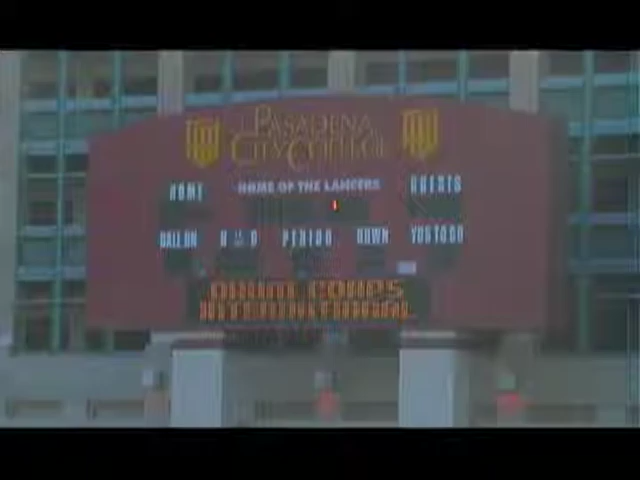 PASADENA
CITY COLLEGE
HOME OF THE LANCERS
HOME GUESTS
BALL ON PERIOD DOWN YDS TO GO
DRUM CORPS
INTERNATIONAL